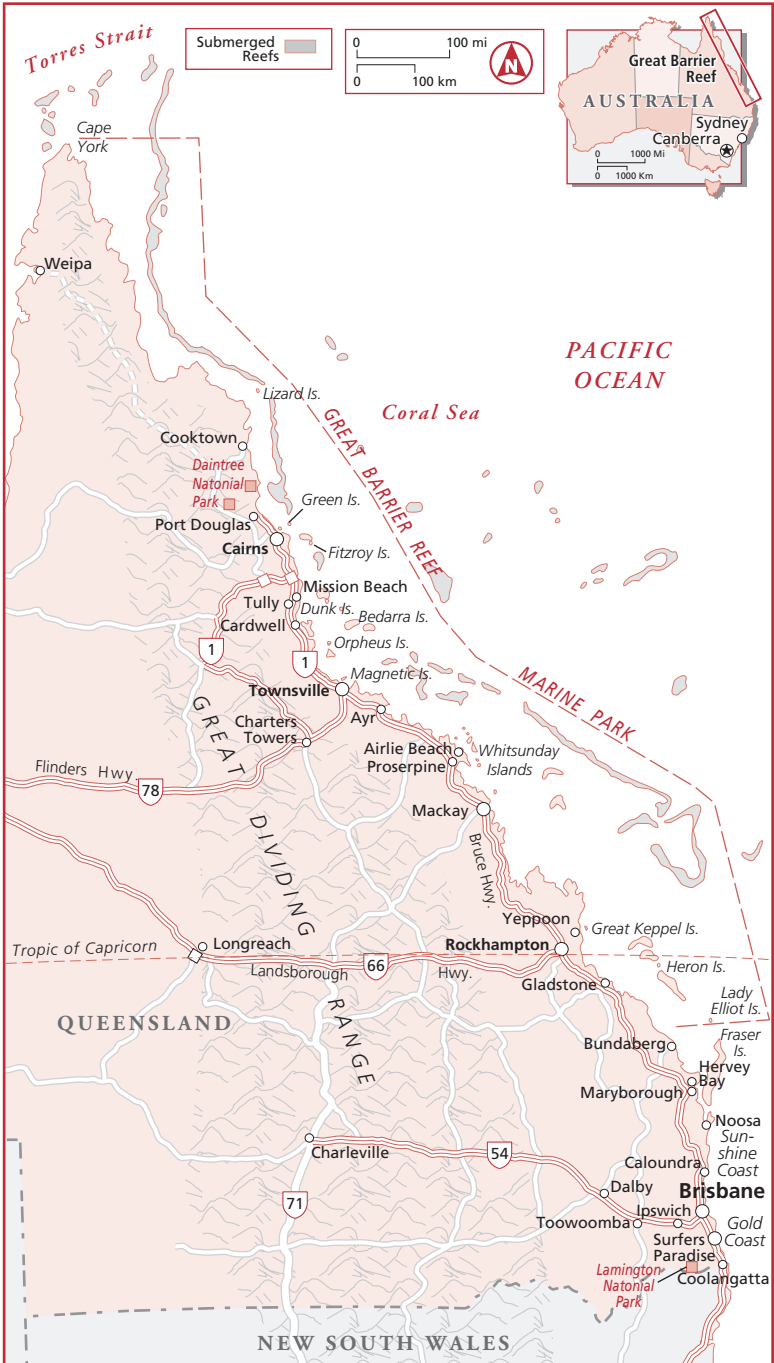 Torres Strait
Submerged
Reefs
0 100 mi
0 100 km
N
Great Barrier
Reef
AUSTRALIA
Sydney
Canberra
0 1000 Mi
0 1000 Km
Cape
York
Weipa
PACIFIC
OCEAN
Coral Sea
Lizard Is.
GREAT BARRIER REEF
Cooktown
Daintree
Natonial
Park
Green Is.
Port Douglas
Cairns
Fitzroy Is.
Mission Beach
Tully
Dunk Is.
Bedarra Is.
Cardwell
Orpheus Is.
1
1
Magnetic Is.
Townsville
MARINE PARK
GREAT
Ayr
Charters
Towers
Airlie Beach
Proserpine
Whitsunday
Islands
Flinders Hwy
78
Mackay
DIVIDING
Bruce Hwy.
Yeppoon
Great Keppel Is.
Rockhampton
Tropic of Capricorn
Longreach
Landsborough
66
Hwy.
Heron Is.
Gladstone
Lady
Elliot Is.
RANGE
QUEENSLAND
Fraser
Is.
Bundaberg
Hervey
Bay
Maryborough
Noosa
Sun-
shine
Coast
Charleville
54
Caloundra
Dalby
Brisbane
71
Ipswich
Toowoomba
Gold
Coast
Surfers
Paradise
Lamington
Natonial
Park
Coolangatta
NEW SOUTH WALES